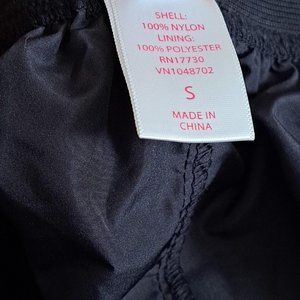 SHELL:
100% NYLON
LINING:
100% POLYESTER
RN17730
VN1048702
S
MADE IN
CHINA